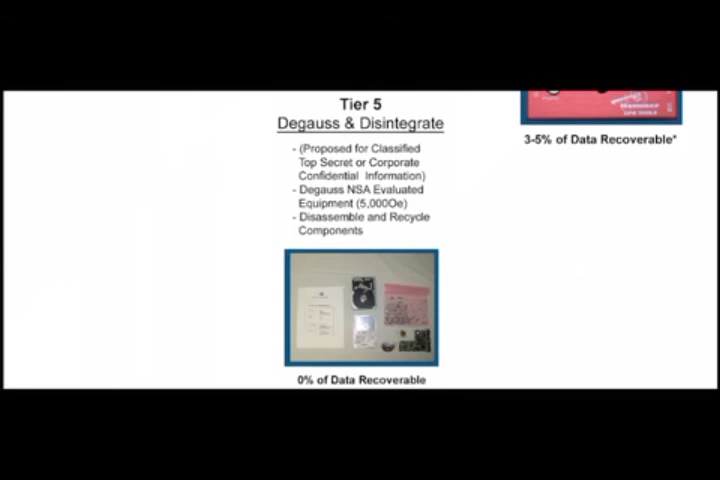 Tier 5
Degauss & Disintegrate
- (Proposed for Classified
Top Secret or Corporate
Confidential Information)
- Degauss NSA Evaluated
Equipment (5,000Oe)
- Disassemble and Recycle
Components
0% of Data Recoverable
Hammer
3-5% of Data Recoverable*